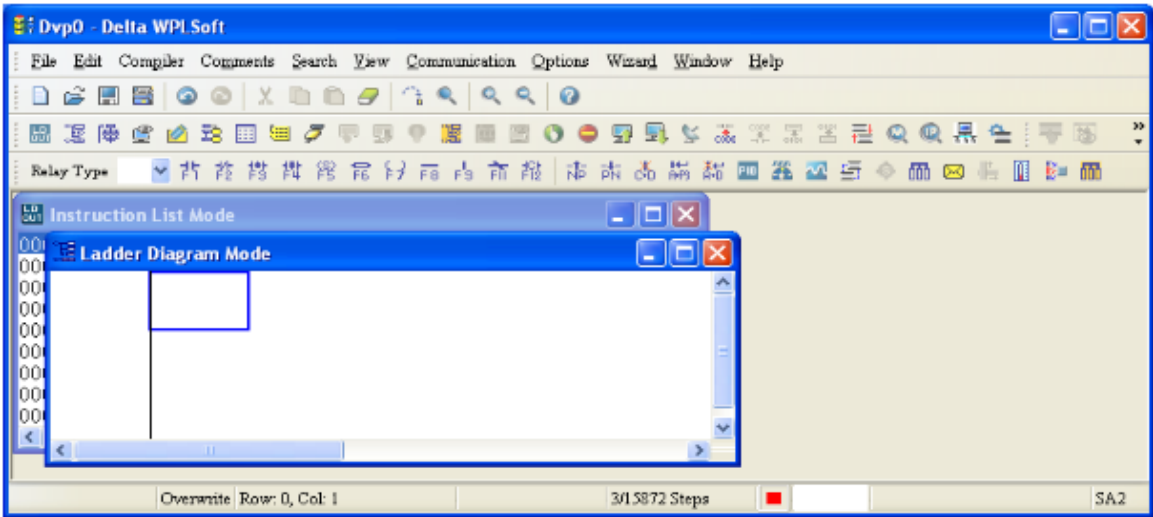 Dvp0 - Delta WPLSoft
File Edit Compiler Comments Search View Communication Options Wizard Window Help
Relay Type
Instruction List Mode
Ladder Diagram Mode
Overwrite Row: 0, Col: 1 3/15872 Steps SA2